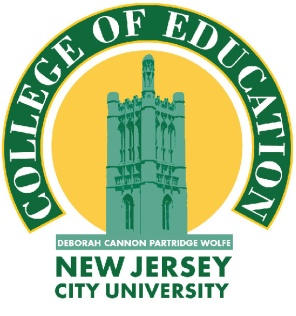 COLLEGE OF EDUCATION
DEBORAH CANNON PARTRIDGE WOLFE
NEW JERSEY
CITY UNIVERSITY